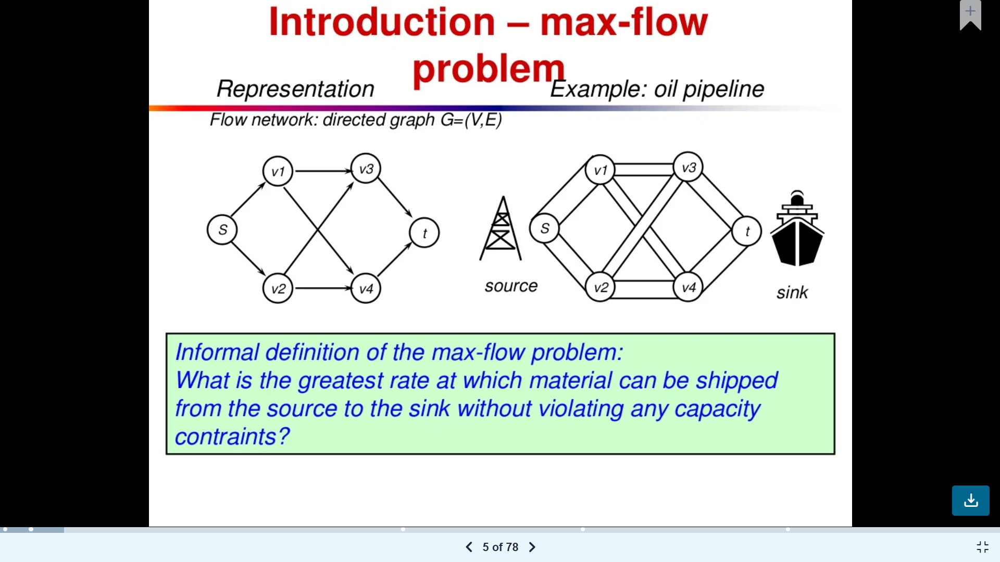 Introduction – max-flow
problem
Representation
Example: oil pipeline
Flow network: directed graph G=(V,E)
v1
v3
S
t
v2
v4
v1
v3
S
t
source
v2
v4
sink
Informal definition of the max-flow problem:
What is the greatest rate at which material can be shipped
from the source to the sink without violating any capacity
contraints?
5 of 78